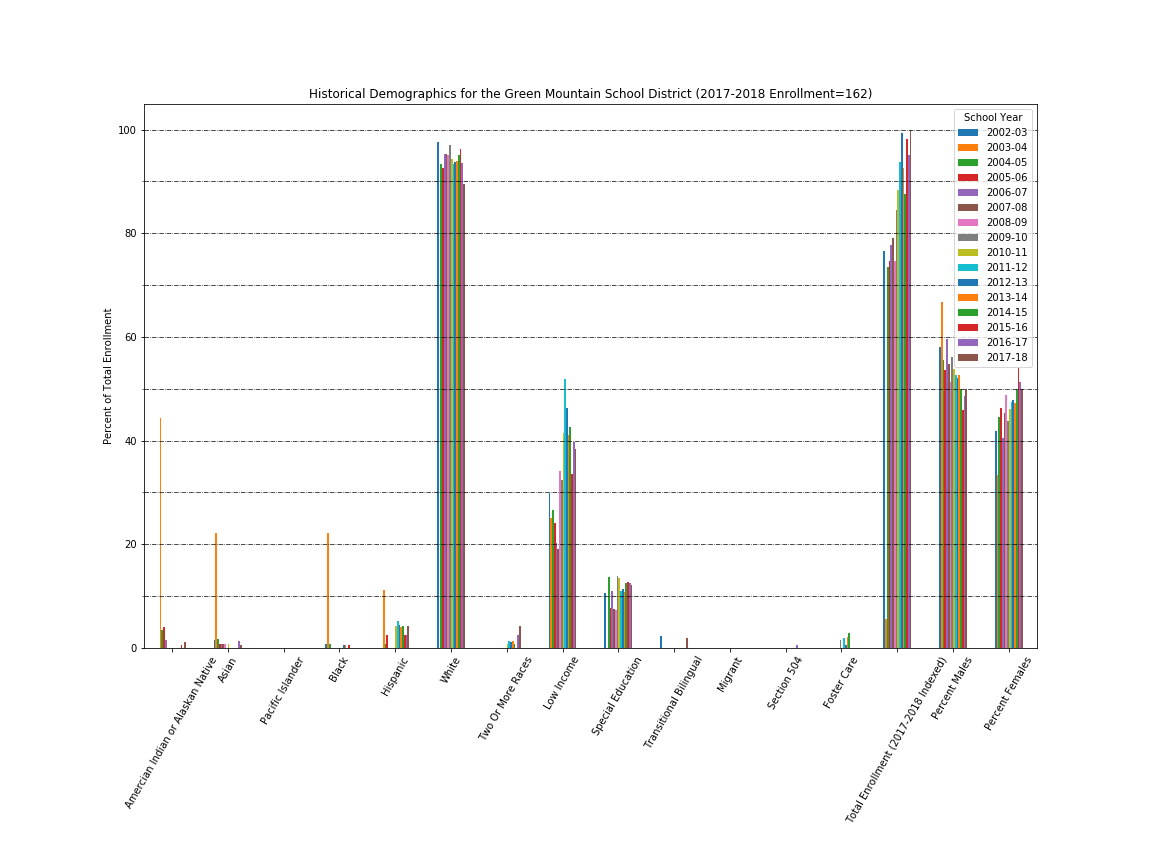 Historical Demographics for the Green Mountain School District (2017-2018 Enrollment=162)
Percent of Total Enrollment
100
80
60
40
20
0
School Year
2002-03
2003-04
2004-05
2005-06
2006-07
2007-08
2008-09
2009-10
2010-11
2011-12
2012-13
2013-14
2014-15
2015-16
2016-17
2017-18
Amercian Indian or Alaskan Native
Asian
Pacific Islander
Black
Hispanic
White
Two Or More Races
Low Income
Special Education
Transitional Bilingual
Migrant
Section 504
Foster Care
Total Enrollment (2017-2018 Indexed)
Percent Males
Percent Females